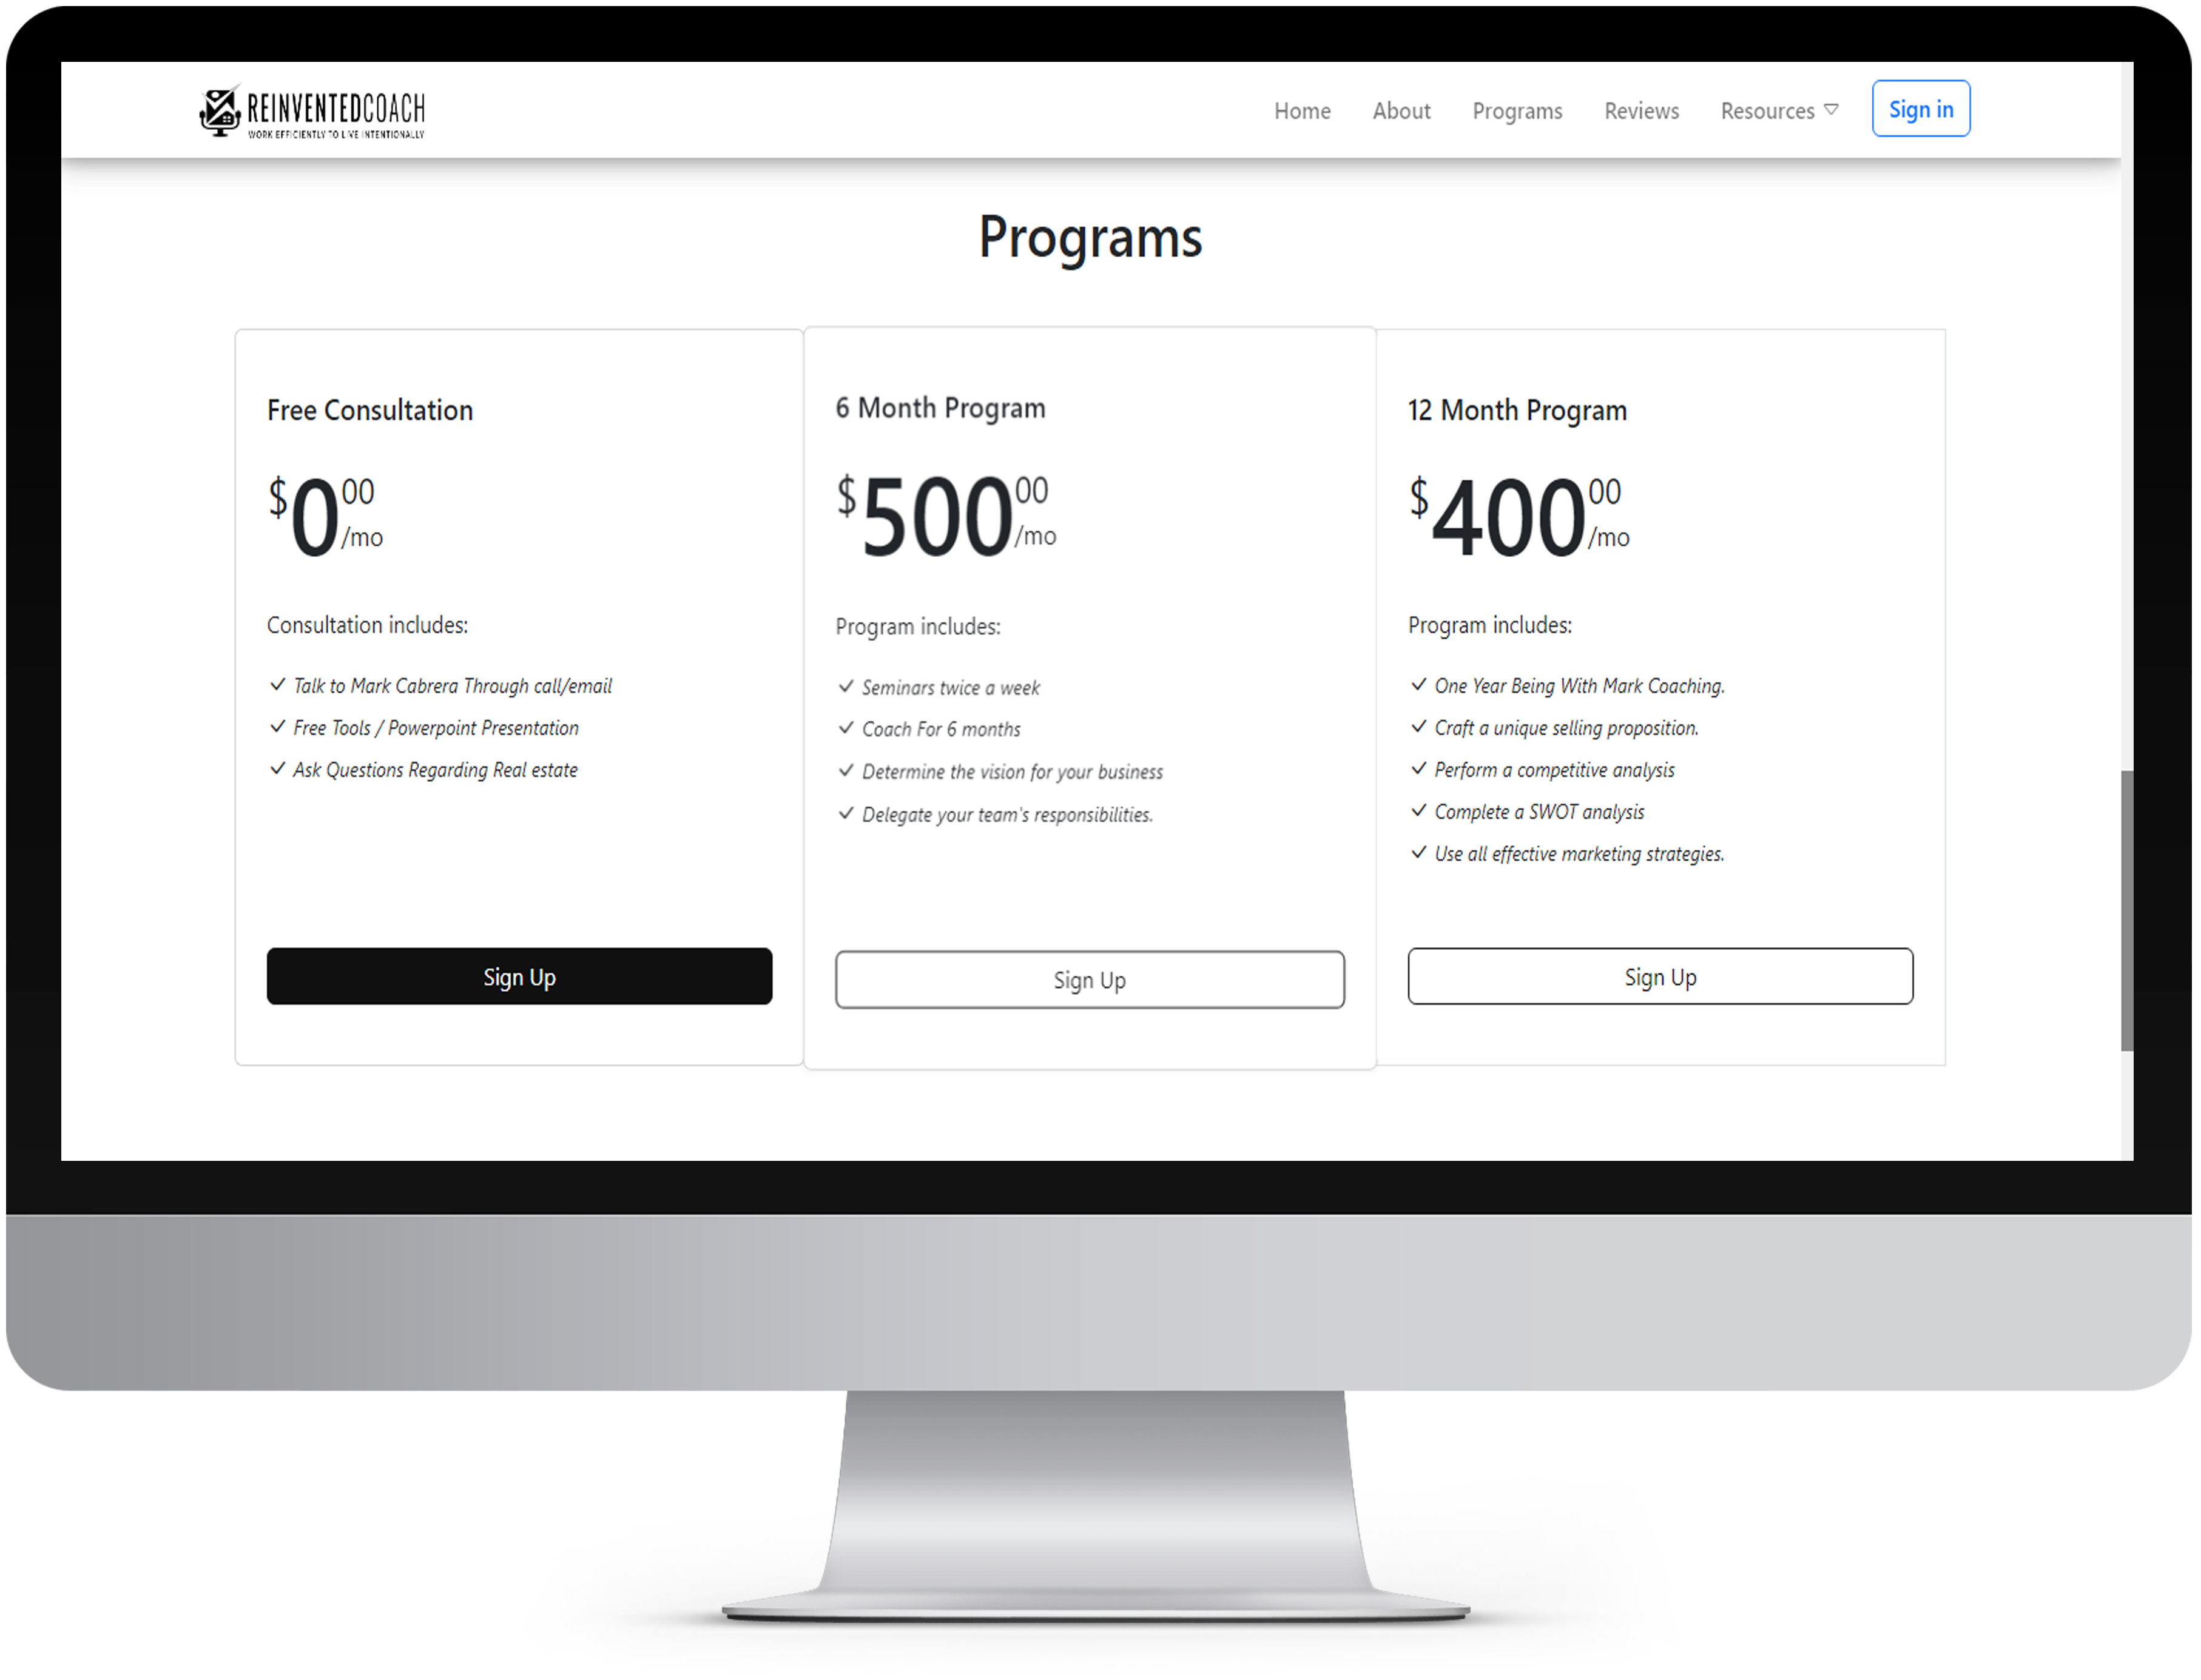 REINVENTEDCOACH
WORK EFFICIENTLY TO LIVE INTENTIONALLY
Home About Programs Reviews Resources Sign in
Programs
Free Consultation
$0 00 /mo
Consultation includes:
Talk to Mark Cabrera Through call/email
Free Tools / Powerpoint Presentation
Ask Questions Regarding Real estate
Sign Up
6 Month Program
$500 00 /mo
Program includes:
Seminars twice a week
Coach For 6 months
Determine the vision for your business
Delegate your team's responsibilities.
Sign Up
12 Month Program
$400 00 /mo
Program includes:
One Year Being With Mark Coaching.
Craft a unique selling proposition.
Perform a competitive analysis
Complete a SWOT analysis
Use all effective marketing strategies.
Sign Up